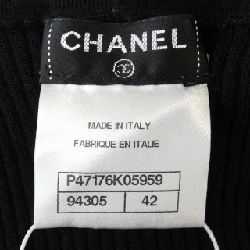 CHANEL
MADE IN ITALY
FABRIQUE EN ITALIE
P47176K05959
94305 42